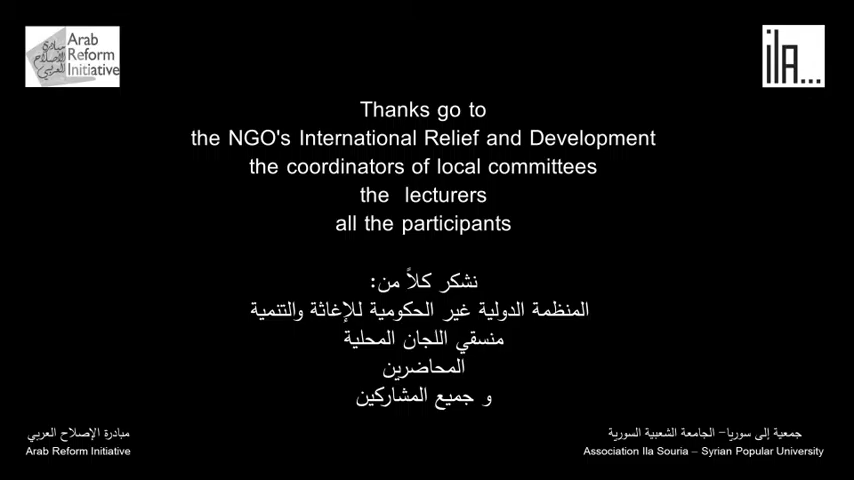 Arab
Reform
Initiative
مبادرة
الإصلاح
العربي
ila...
Thanks go to
the NGO's International Relief and Development
the coordinators of local committees
the lecturers
all the participants
نشكر كلاً من:
المنظمة الدولية غير الحكومية للإغاثة والتنمية
منسقي اللجان المحلية
المحاضرين
و جميع المشاركين
مبادرة الإصلاح العربي
Arab Reform Initiative
جمعية إلى سوريا– الجامعة الشعبية السورية
Association Ila Souria – Syrian Popular University